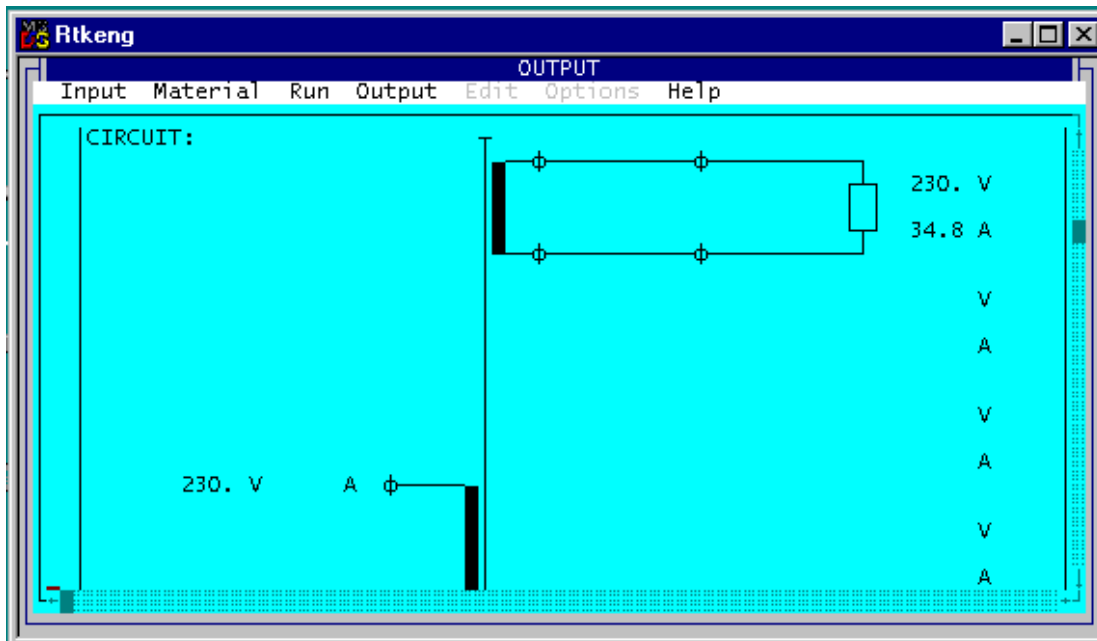 Rtkeng
OUTPUT
Input Material Run Output Edit Options Help
CIRCUIT:
230. V
34.8 A
V
A
V
A
230. V A
V
A